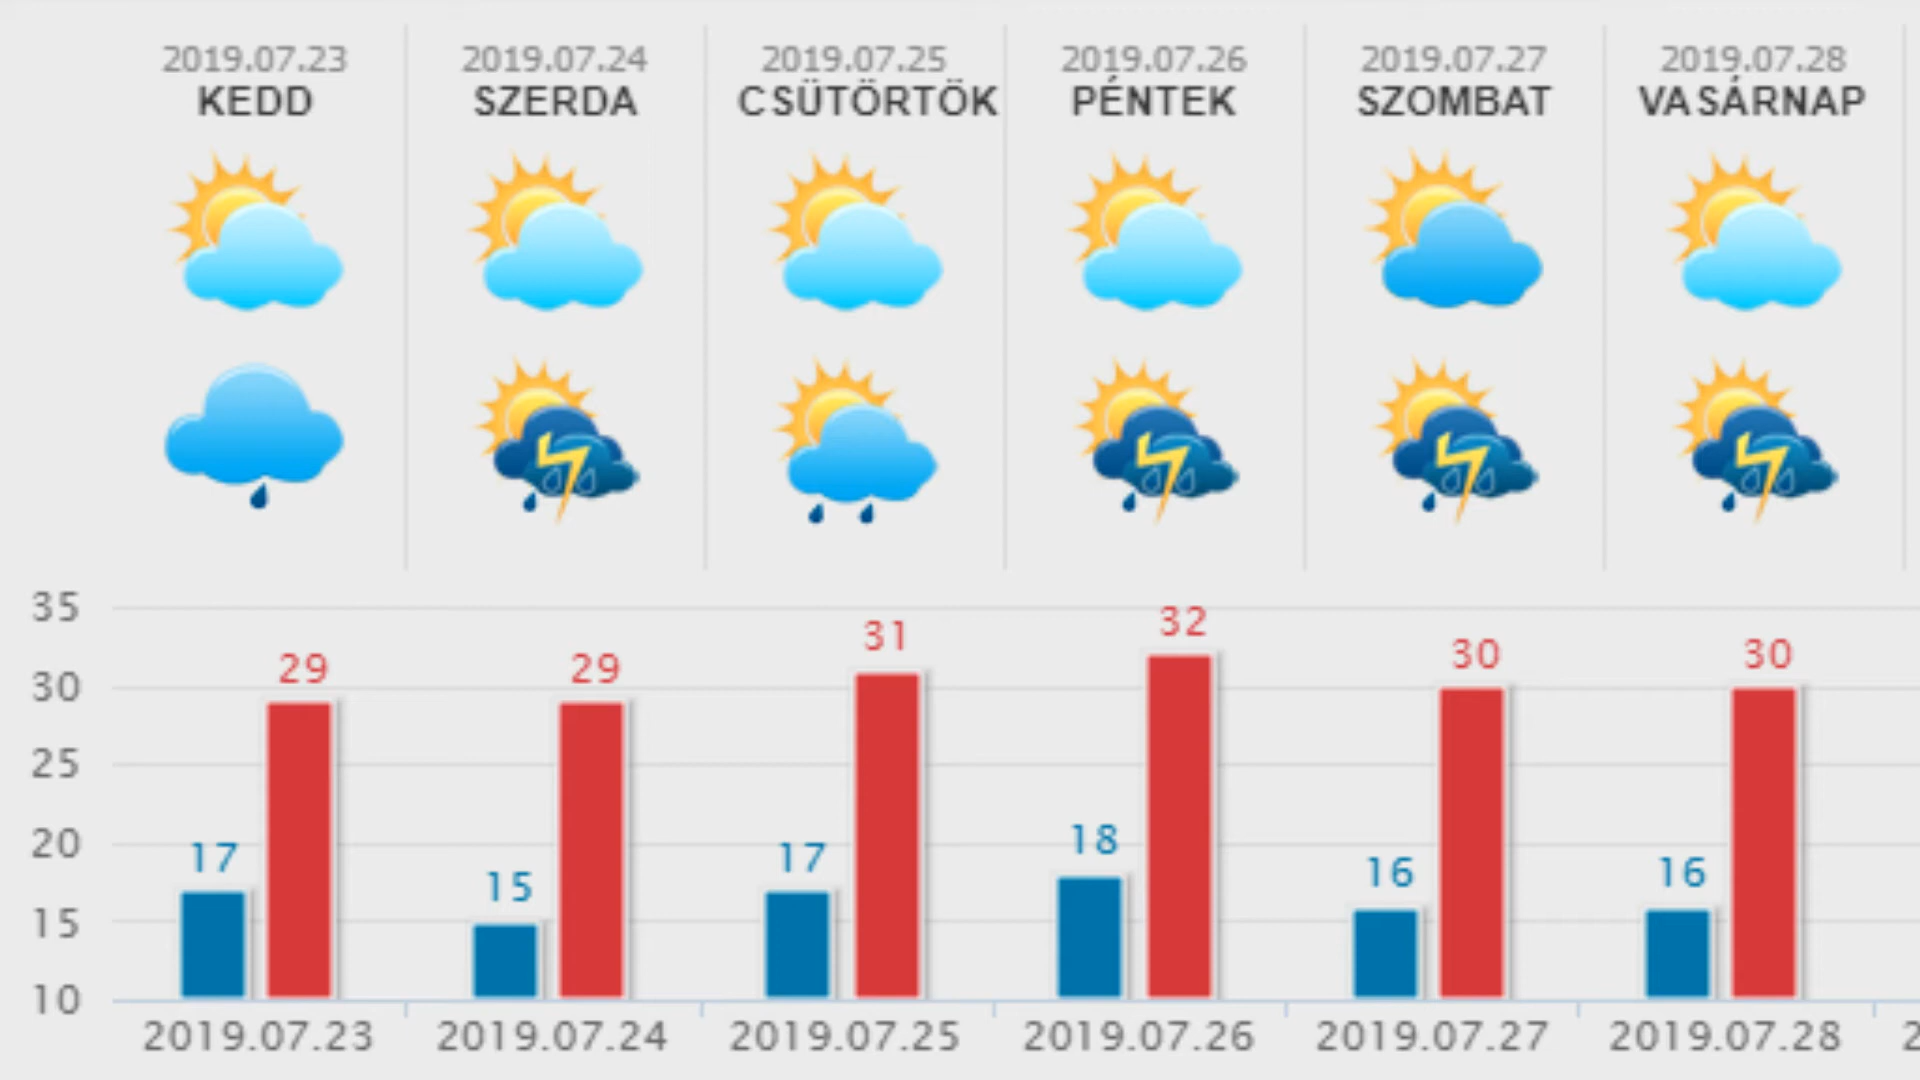 2019.07.23 2019.07.24 2019.07.25 2019.07.26 2019.07.27 2019.07.28
KEDD SZERDA CSÜTÖRTÖK PÉNTEK SZOMBAT VASÁRNAP
35
32
31
29 29 30 30
30
25
20
18
17 17
15 16 16
15
10
2019.07.23 2019.07.24 2019.07.25 2019.07.26 2019.07.27 2019.07.28